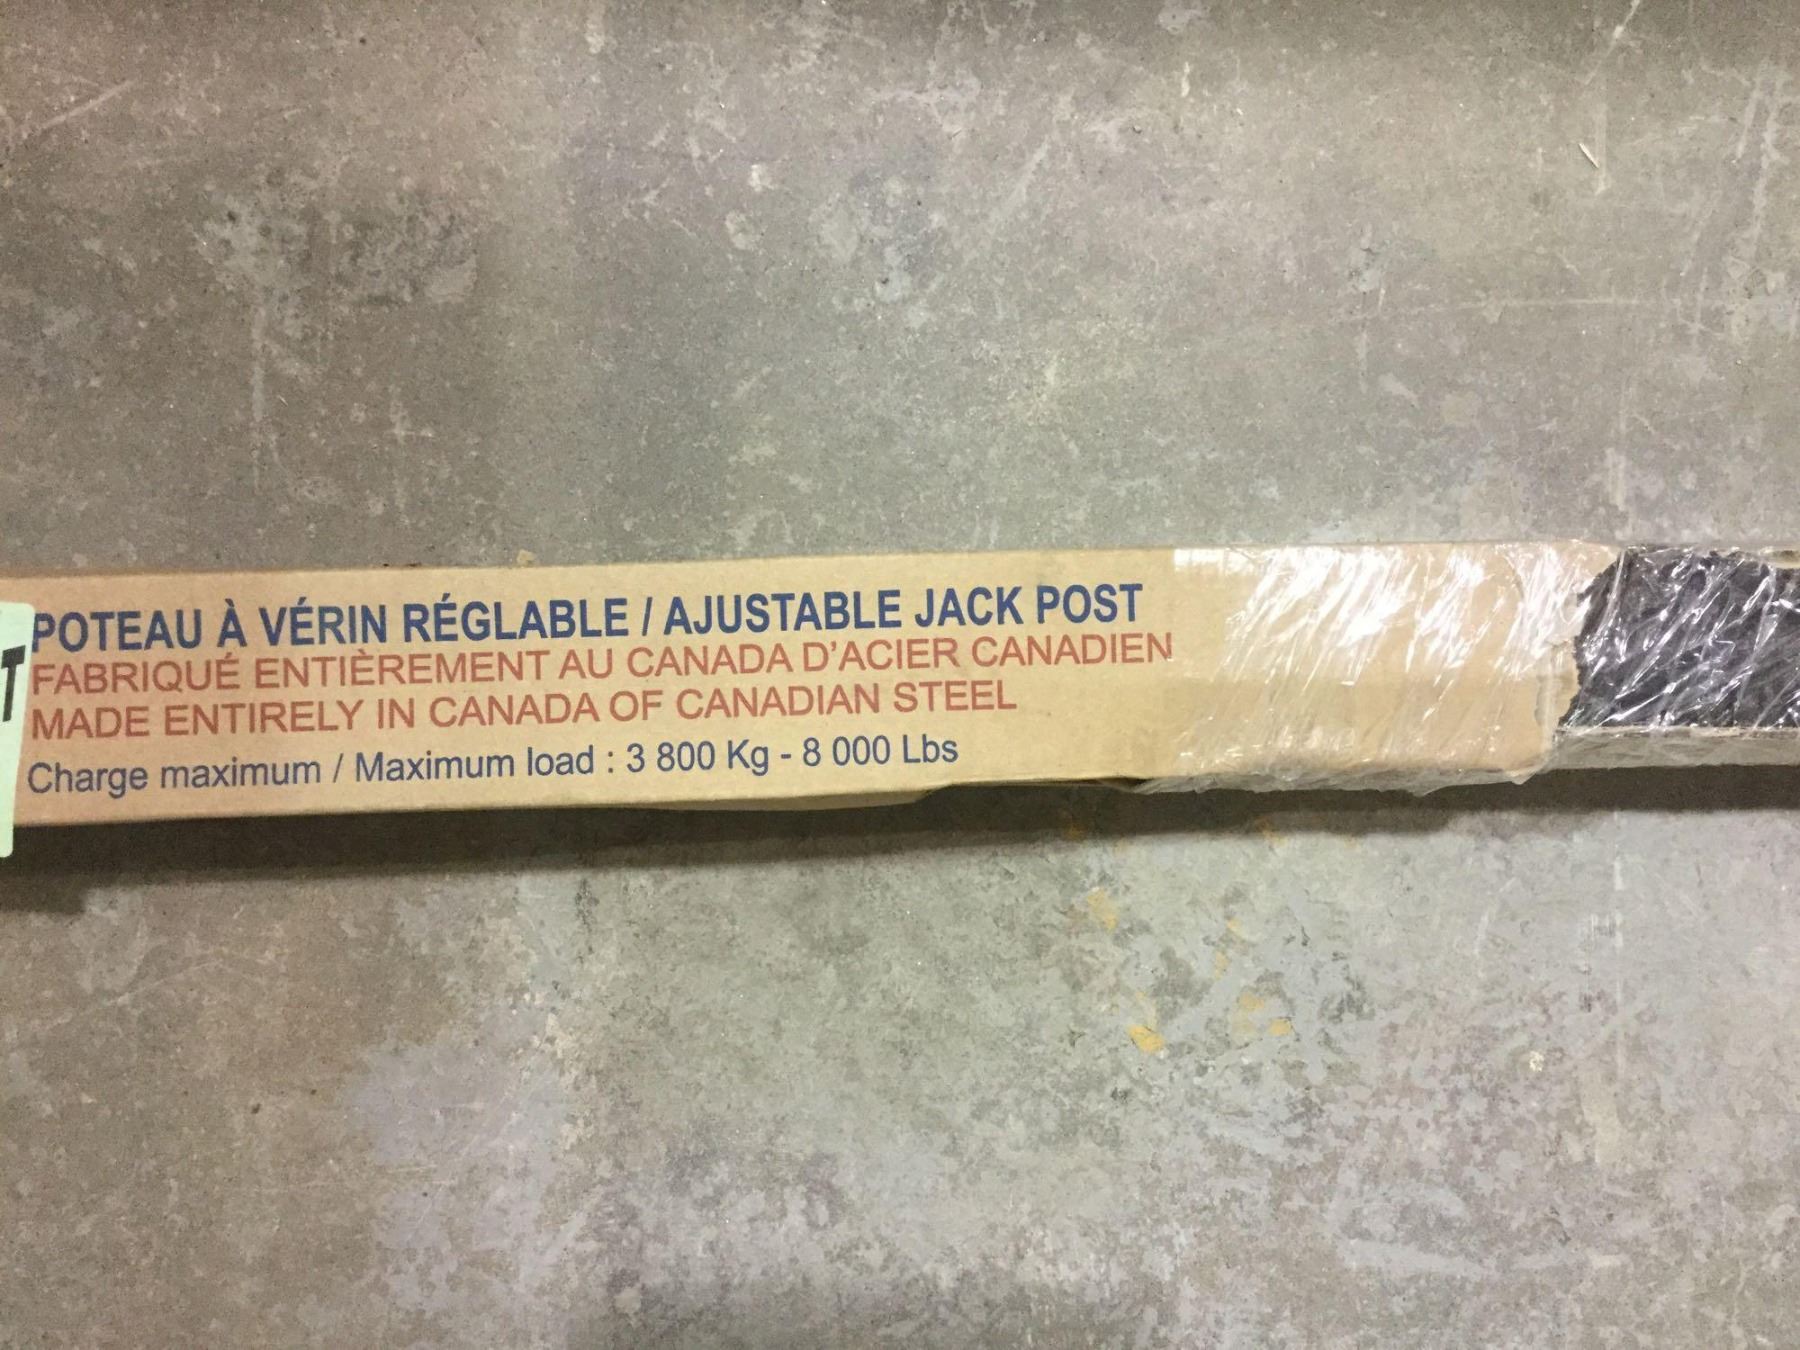 POTEAU À VÉRIN RÉGLABLE / AJUSTABLE JACK POST
FABRIQUÉ ENTIÈREMENT AU CANADA D'ACIER CANADIEN
MADE ENTIRELY IN CANADA OF CANADIAN STEEL
Charge maximum / Maximum load : 3 800 Kg - 8 000 Lbs
T